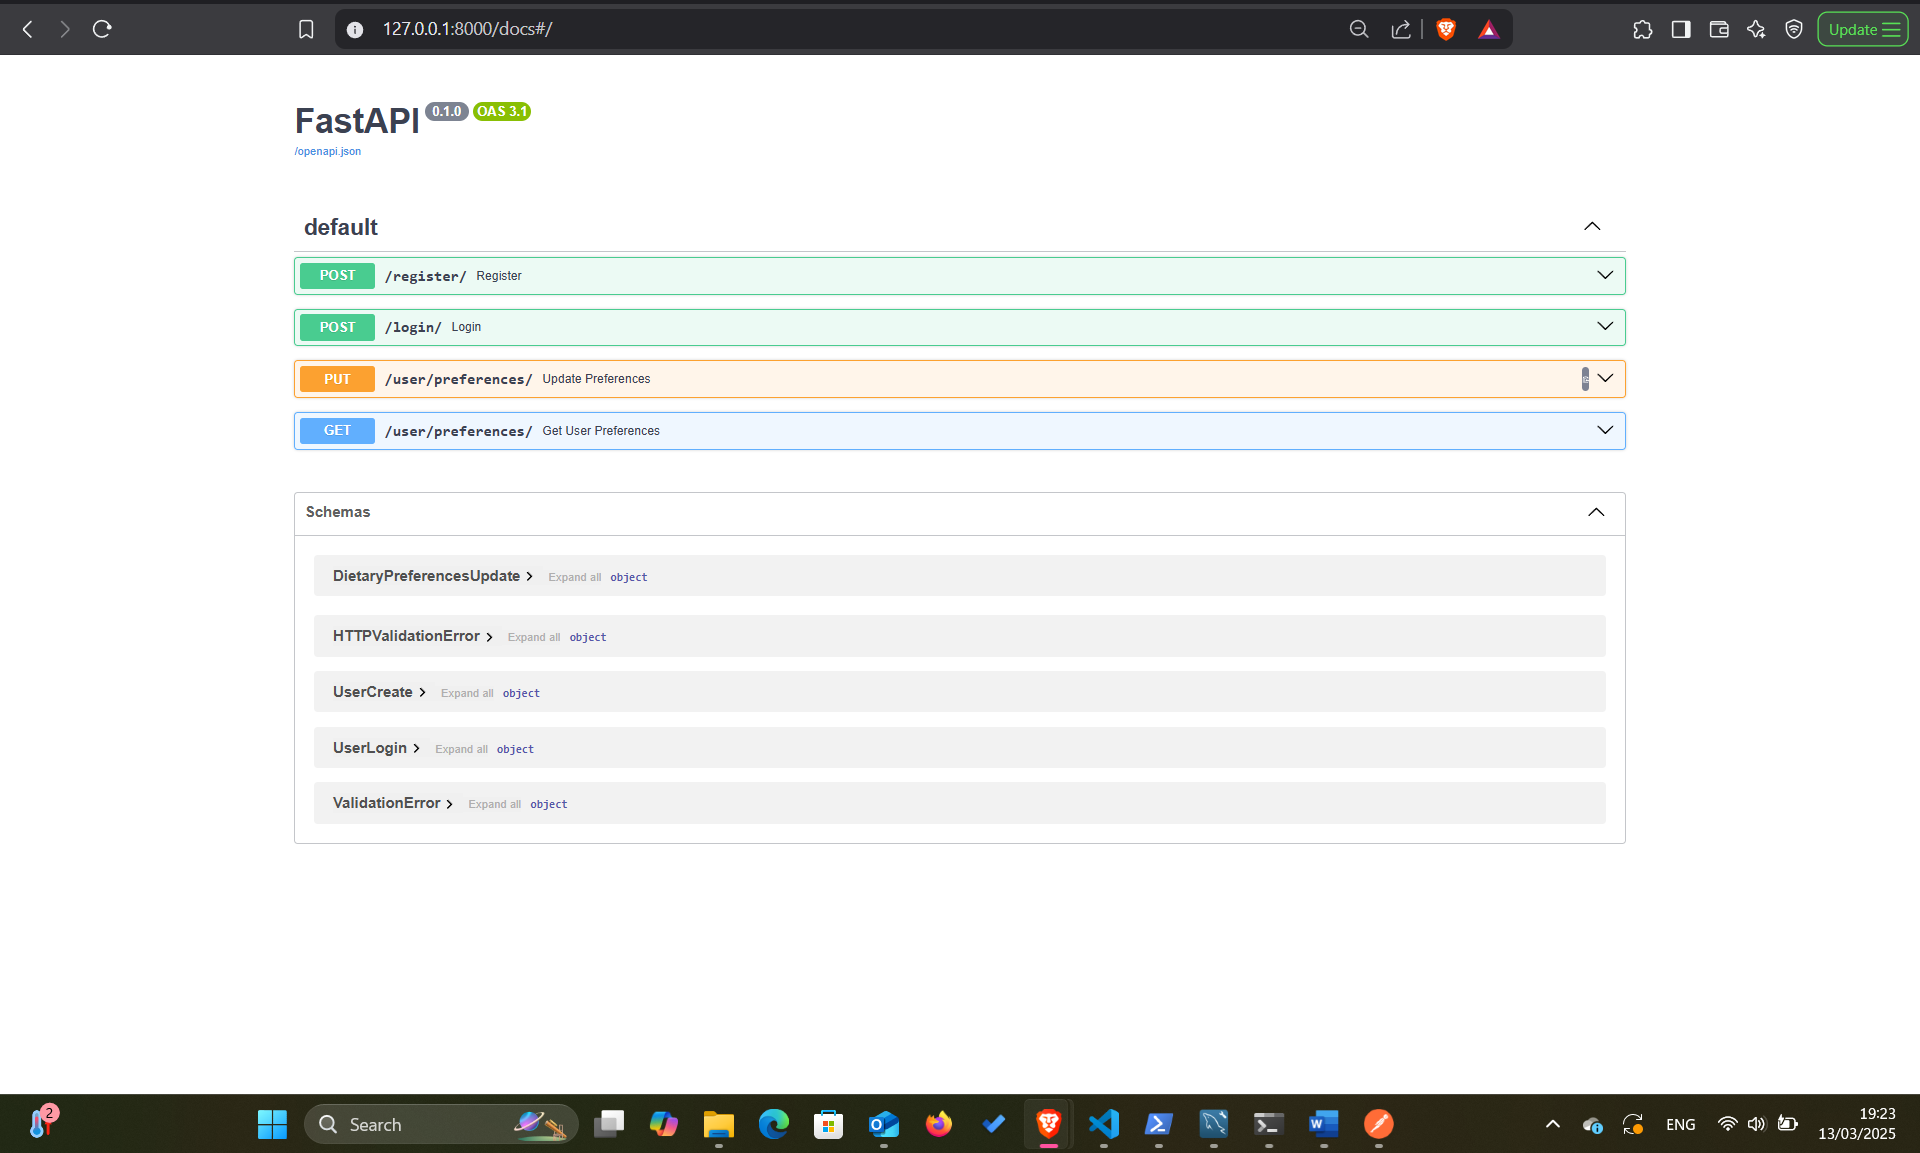 127.0.0.1:8000/docs#/
Update
FastAPI 0.1.0 OAS 3.1
/openapi.json
default
POST /register/ Register
POST /login/ Login
PUT /user/preferences/ Update Preferences
GET /user/preferences/ Get User Preferences
Schemas
DietaryPreferencesUpdate Expand all object
HTTPValidationError Expand all object
UserCreate Expand all object
UserLogin Expand all object
ValidationError Expand all object
2
Search
ENG
19:23
13/03/2025